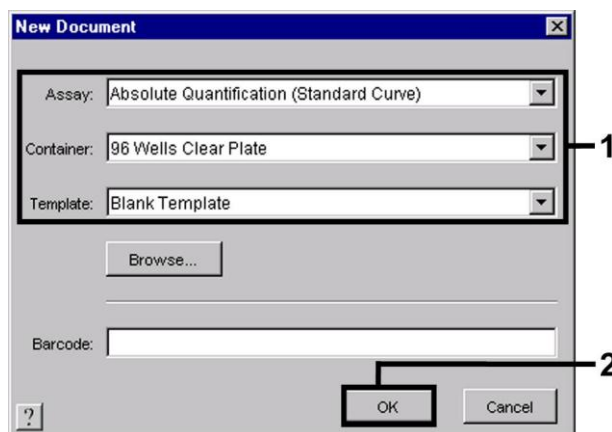 New Document
Assay: Absolute Quantification (Standard Curve)
Container: 96 Wells Clear Plate
1
Template: Blank Template
Browse...
Barcode:
2
OK Cancel
?